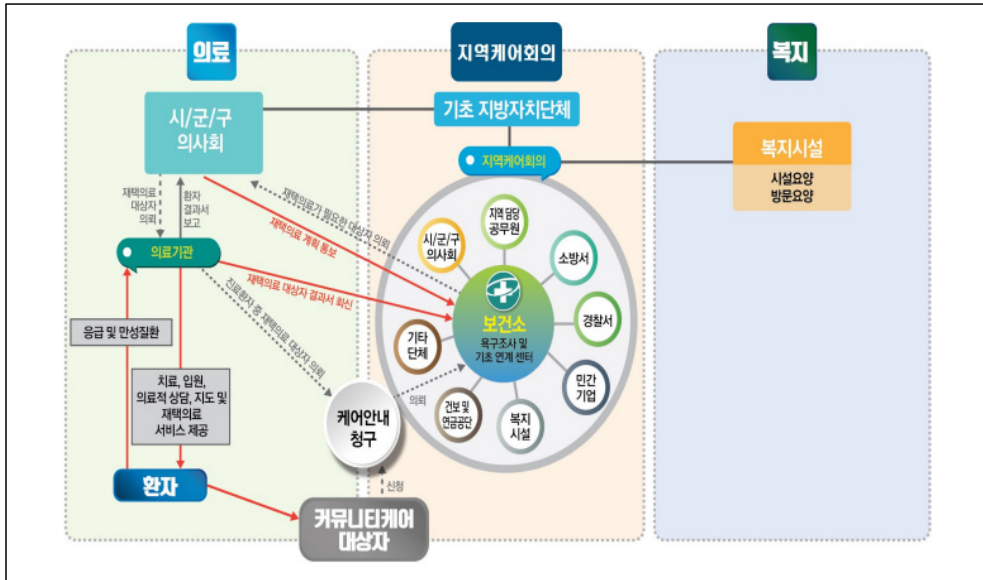 의료
지역케어회의
복지
시/군/구
의사회
기초 지방자치단체
지역케어회의
복지시설
시설요양
방문요양
재택의료
대상자
의뢰
환자
결과서
보고
재택의료가 필요한 대상자 의뢰
재택의료 계획 통보
의료기관
재택의료 대상자 결과서 회신
진료환자 중 재택의료 대상자 의뢰
시/군/구
의사회
지역 담당
공무원
소방서
경찰서
민간
기업
복지
시설
건보 및
연금공단
기타
단체
보건소
욕구조사 및
기초 연계 센터
응급 및 만성질환
치료, 입원,
의료적 상담, 지도 및
재택의료
서비스 제공
케어안내
청구
의뢰
신청
환자
커뮤니티케어
대상자